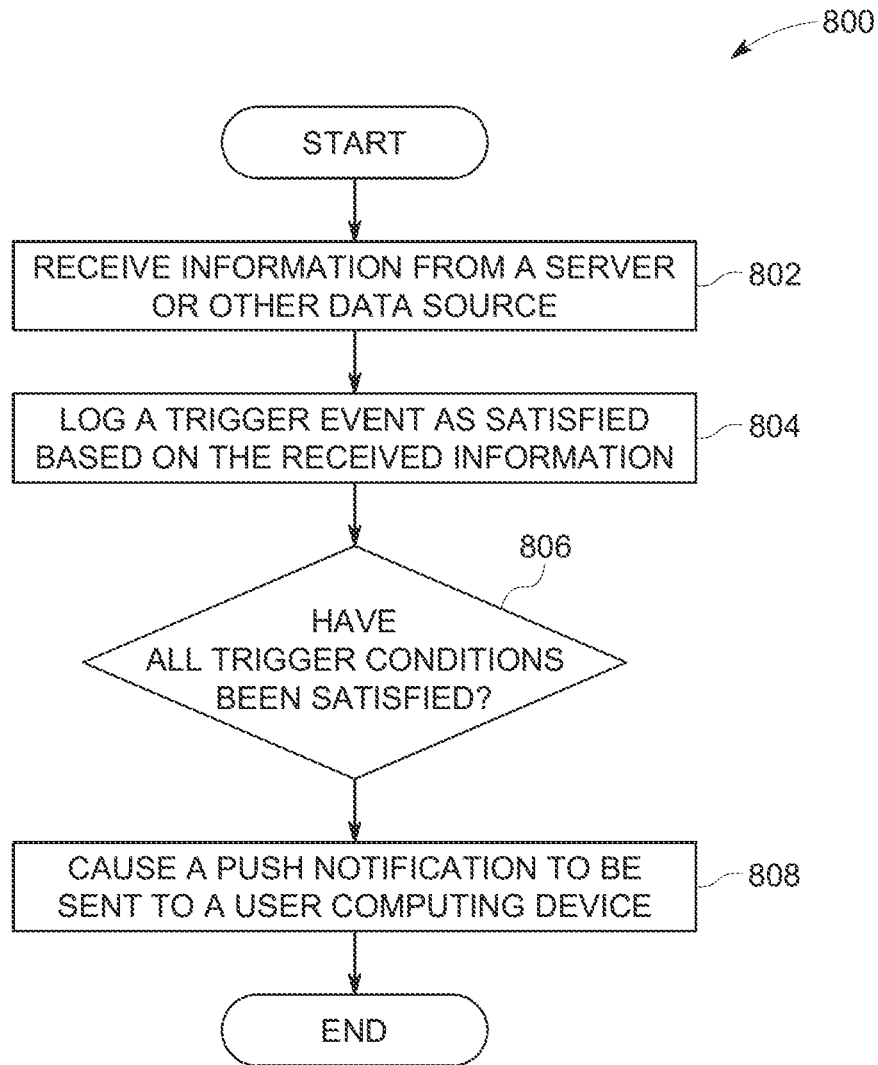 800
START
RECEIVE INFORMATION FROM A SERVER
OR OTHER DATA SOURCE
802
LOG A TRIGGER EVENT AS SATISFIED
BASED ON THE RECEIVED INFORMATION
804
806
HAVE
ALL TRIGGER CONDITIONS
BEEN SATISFIED?
CAUSE A PUSH NOTIFICATION TO BE
SENT TO A USER COMPUTING DEVICE
808
END